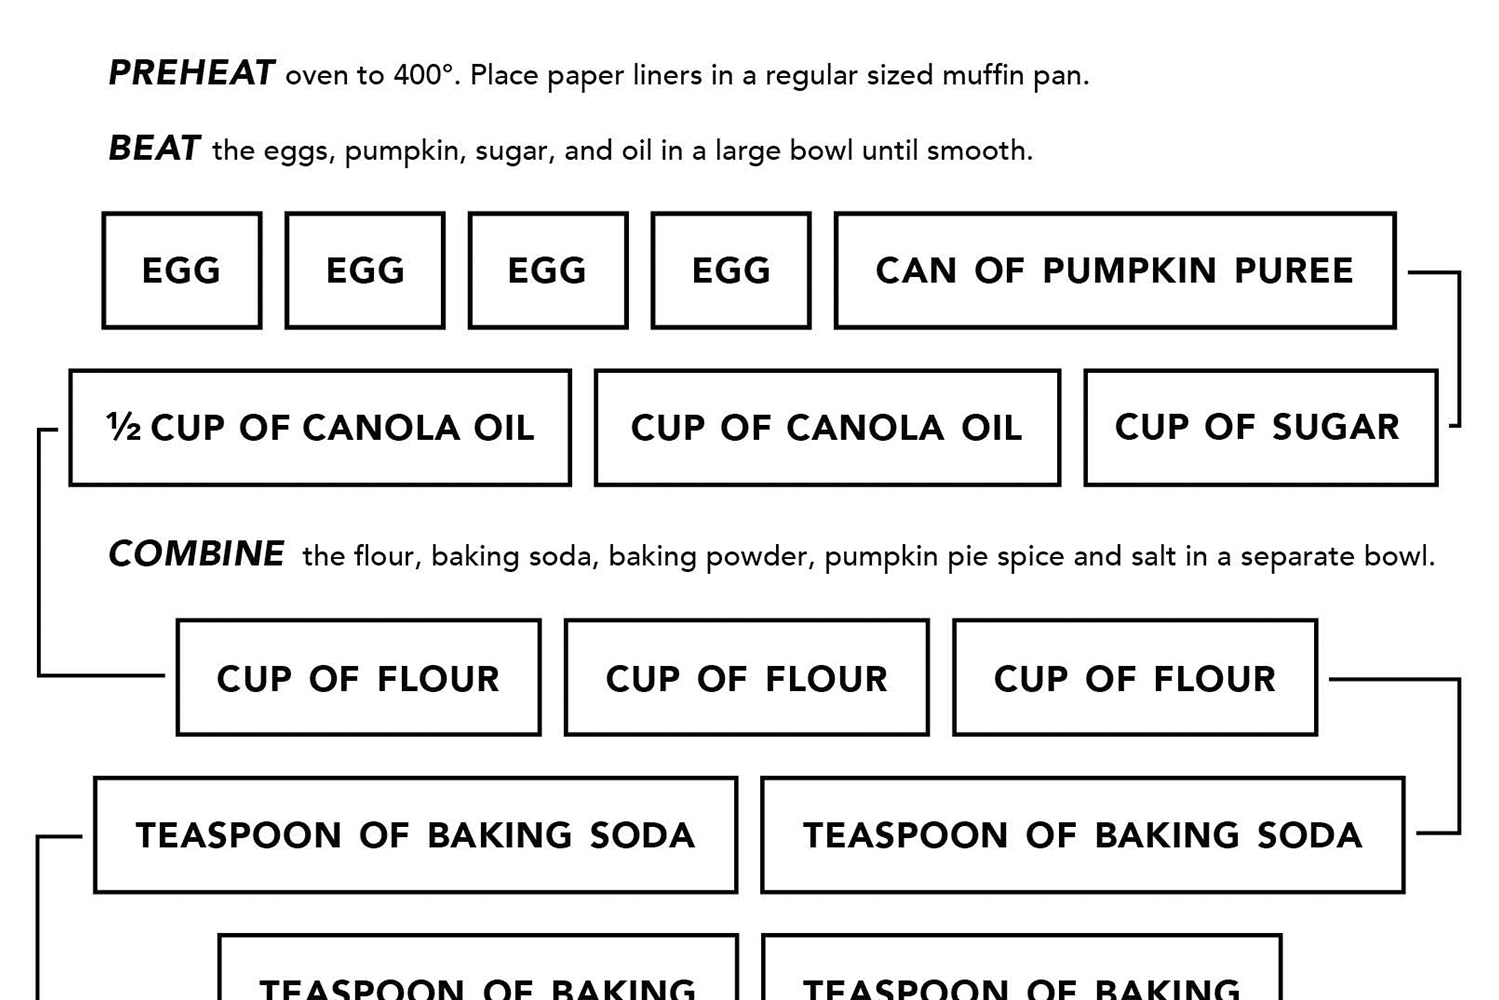 PREHEAT oven to 400°. Place paper liners in a regular sized muffin pan.
BEAT the eggs, pumpkin, sugar, and oil in a large bowl until smooth.
EGG EGG EGG EGG CAN OF PUMPKIN PUREE
½ CUP OF CANOLA OIL CUP OF CANOLA OIL CUP OF SUGAR
COMBINE the flour, baking soda, baking powder, pumpkin pie spice and salt in a separate bowl.
CUP OF FLOUR CUP OF FLOUR CUP OF FLOUR
TEASPOON OF BAKING SODA TEASPOON OF BAKING SODA
TEASPOON OF BAKING TEASPOON OF BAKING